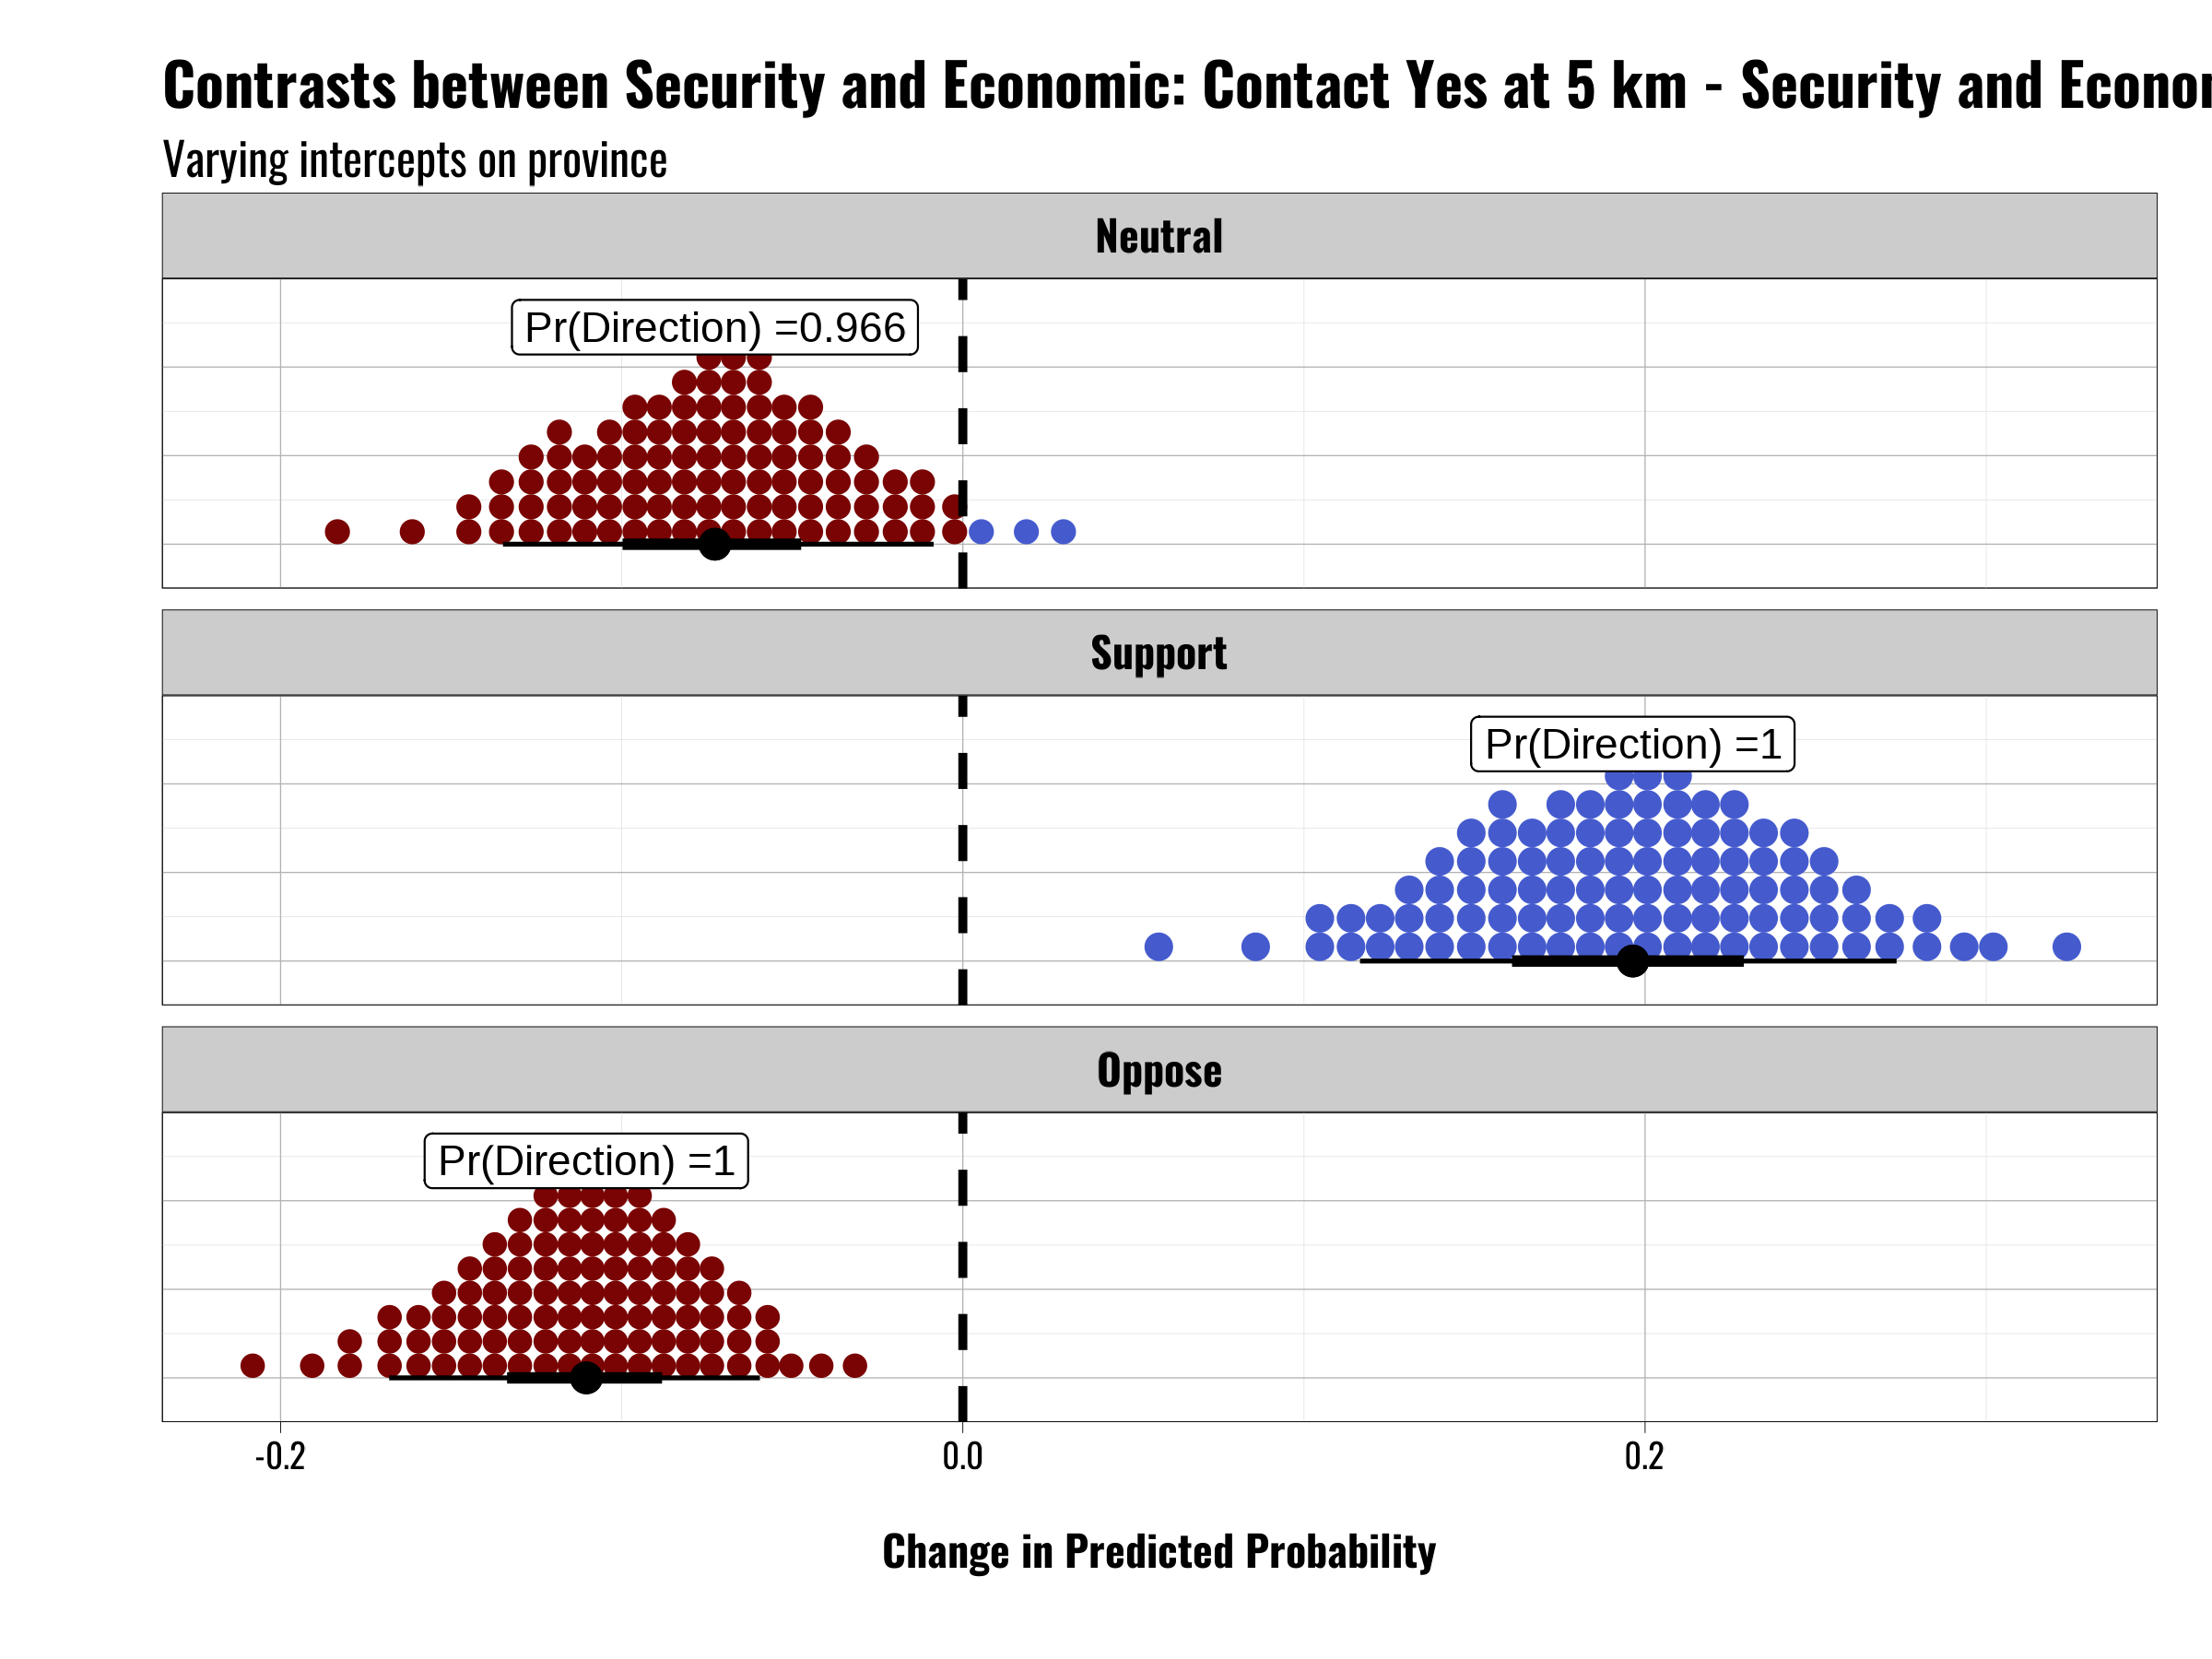 Contrasts between Security and Economic: Contact Yes at 5 km - Security and
Varying intercepts on province
Neutral
Pr(Direction) =0.966
Support
Pr(Direction) =1
Oppose
Pr(Direction) =1
-0.2 0.0 0.2
Change in Predicted Probability